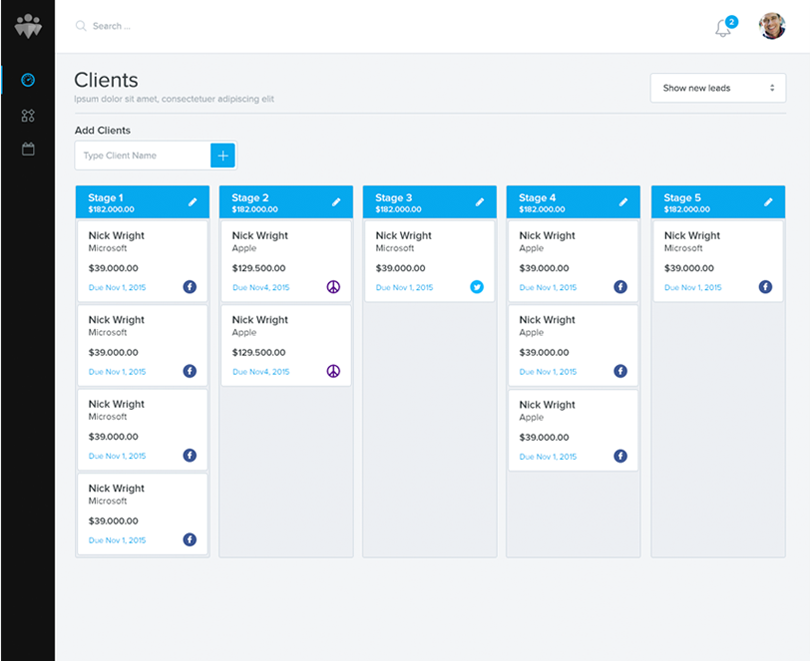 Search ...
2
Clients
Ipsum dolor sit amet, consectetuer adipiscing elit
Show new leads
Add Clients
Type Client Name
+
Stage 1
$182.000.00
Nick Wright
Microsoft
$39.000.00
Due Nov 1, 2015
f
Nick Wright
Microsoft
$39.000.00
Due Nov 1, 2015
f
Nick Wright
Microsoft
$39.000.00
Due Nov 1, 2015
f
Nick Wright
Microsoft
$39.000.00
Due Nov 1, 2015
f
Stage 2
$182.000.00
Nick Wright
Apple
$129.500.00
Due Nov4, 2015
Nick Wright
Apple
$129.500.00
Due Nov4, 2015
Stage 3
$182.000.00
Nick Wright
Microsoft
$39.000.00
Due Nov 1, 2015
Stage 4
$182.000.00
Nick Wright
Apple
$39.000.00
Due Nov 1, 2015
f
Nick Wright
Apple
$39.000.00
Due Nov 1, 2015
f
Nick Wright
Apple
$39.000.00
Due Nov 1, 2015
f
Stage 5
$182.000.00
Nick Wright
Microsoft
$39.000.00
Due Nov 1, 2015
f